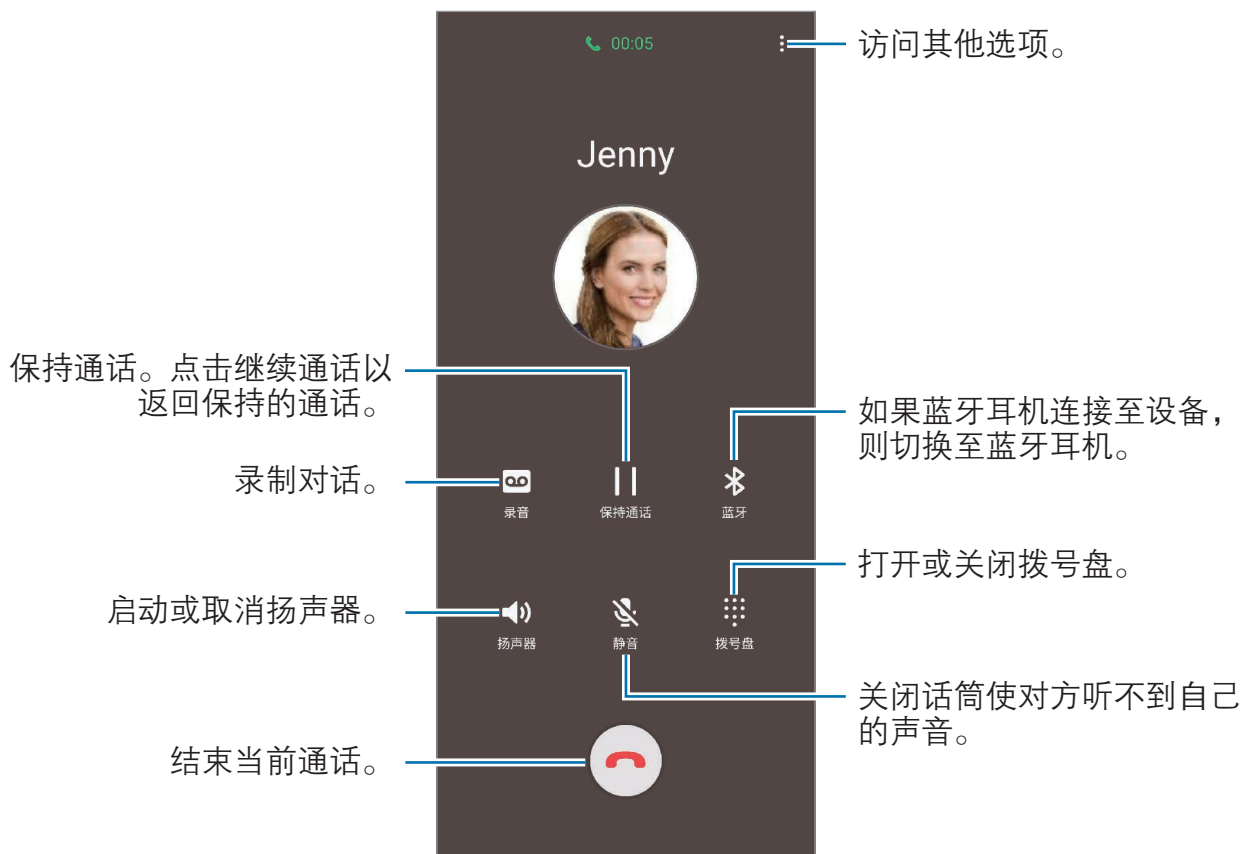 00:05
访问其他选项。
Jenny
保持通话。点击继续通话以
返回保持的通话。
如果蓝牙耳机连接至设备，
则切换至蓝牙耳机。
录制对话。
录音
保持通话
蓝牙
打开或关闭拨号盘。
启动或取消扬声器。
扬声器
静音
拨号盘
关闭话筒使对方听不到自己
的声音。
结束当前通话。